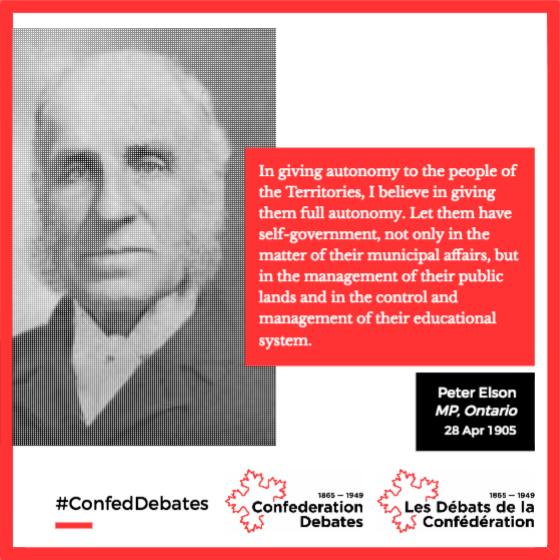 In giving autonomy to the people of
the Territories, I believe in giving
them full autonomy. Let them have
self-government, not only in the
matter of their municipal affairs, but
in the management of their public
lands and in the control and
management of their educational
system.
Peter Elson
MP, Ontario
28 Apr 1905
#ConfedDebates
1865 — 1949
Confederation
Debates
1865 — 1949
Les Débats de la
Confédération